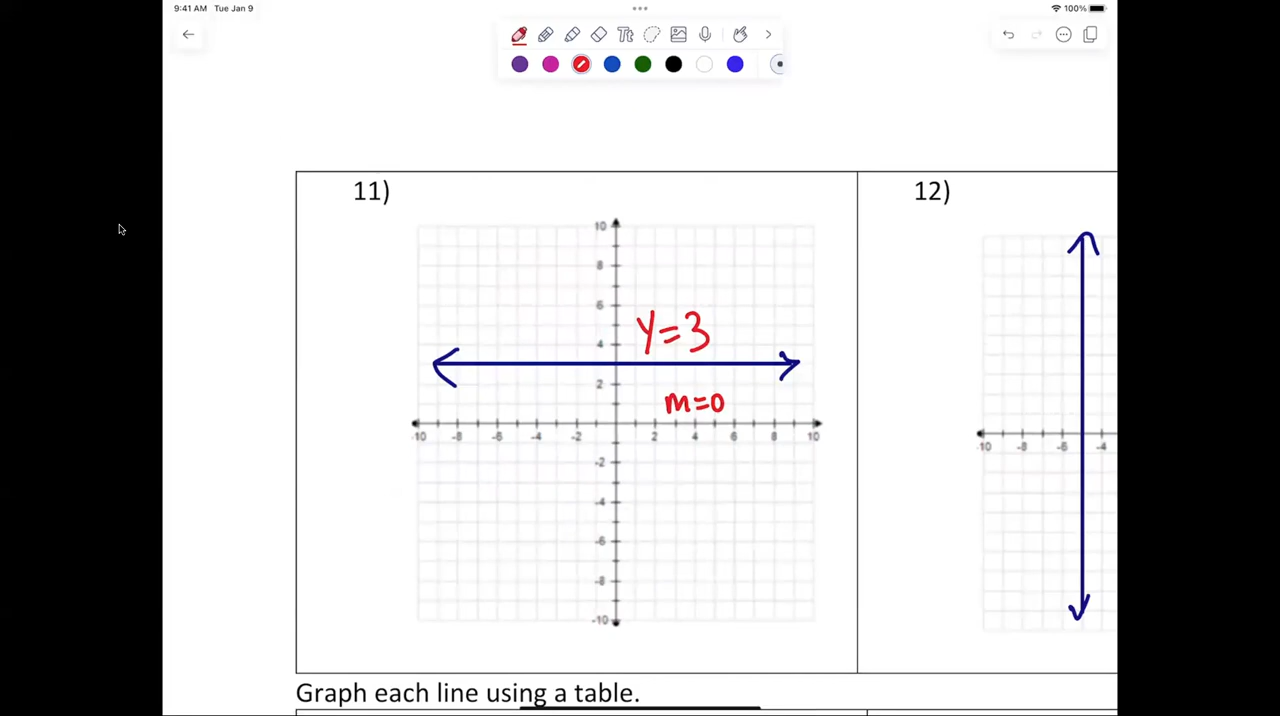 9:41 AM Tue Jan 9
100%
11)
12)
10
8
6
y=3
4
2
m=0
-10 -8 -6 -4 -2 2 4 6 8 10
-2
-4
-6
-8
-10
10 -8 -6 -4
Graph each line using a table.